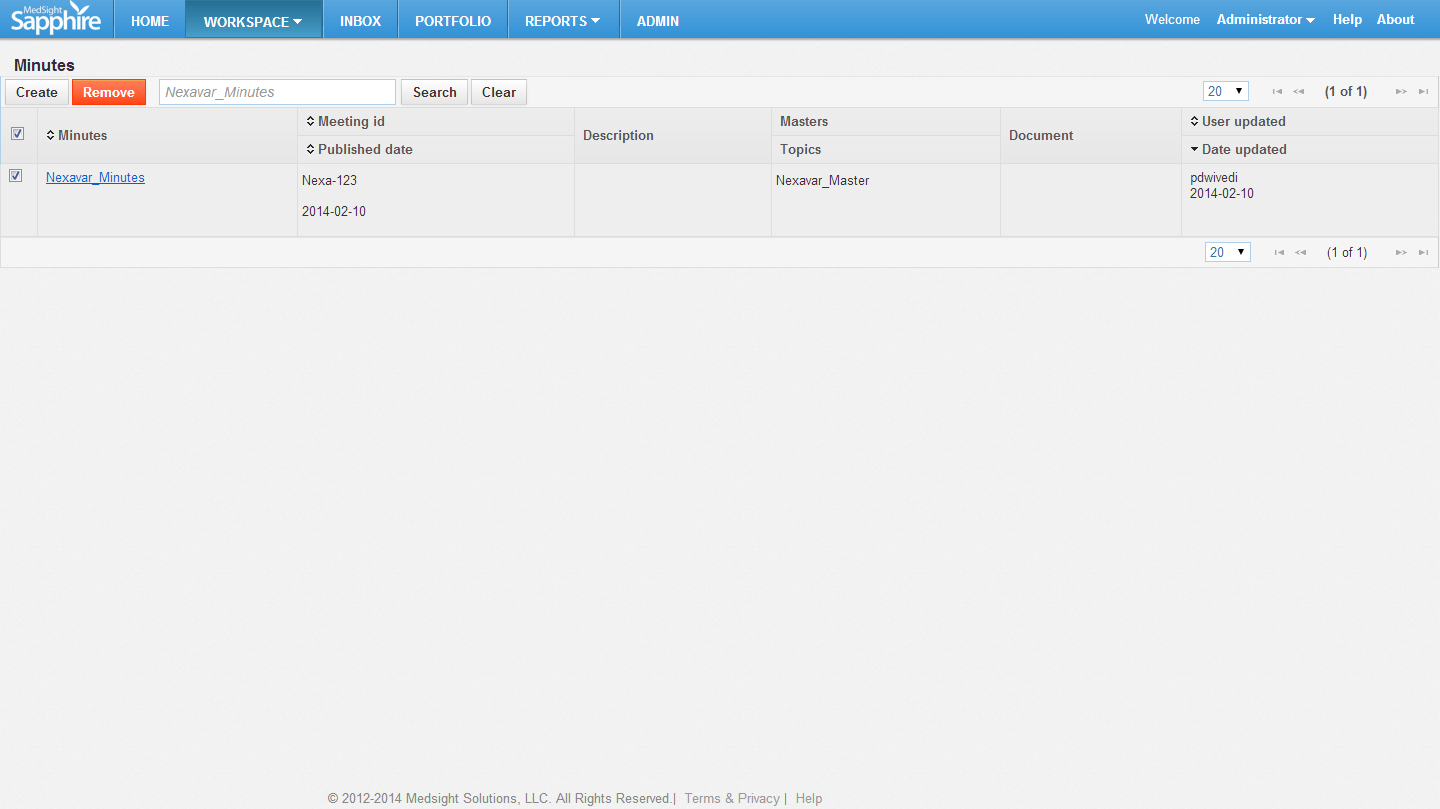 MedSight
Sapphire
HOME WORKSPACE INBOX PORTFOLIO REPORTS ADMIN Welcome Administrator Help About
Minutes
Create Remove Nexavar_Minutes Search Clear 20 (1 of 1)
Minutes Meeting id Description Masters Document User updated
Published date Topics Date updated
Nexavar_Minutes Nexa-123 Nexavar_Master pdwivedi
2014-02-10 2014-02-10
20 (1 of 1)
© 2012-2014 Medsight Solutions, LLC. All Rights Reserved.| Terms & Privacy | Help